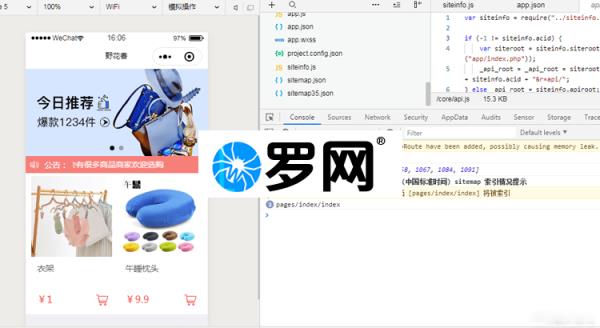 5
100%
WiFi
模拟操作
WeChat
16:06
97%
野花香
今日推荐
爆款1234件
公告：
有很多商品商家欢迎选购
午睡
衣架
午睡枕头
¥1
¥9.9
app.js
app.json
app.wxss
project.config.json
siteinfo.js
sitemap.json
sitemap35.json
siteinfo.js
app.json
app.js
1 var siteinfo = require("../siteinfo.
2
3 if (-1 != siteinfo.acid) {
4 var siteroot = siteinfo.siteroot
("app/index.php"));
5 _api_root = _api_root + siteroot
+ siteinfo.acid + "&r=api/";
} else _api_root = siteinfo.apiroot;
/core/api.js 15.3 KB
Console Sources Network Security AppData
Filter
Default levels
Route have been added, possibly causing memory leak.
1067, 1084, 1091]
(中国标准时间) sitemap 索引情况提示
[pages/index/index] 将被索引
pages/index/index
罗网®